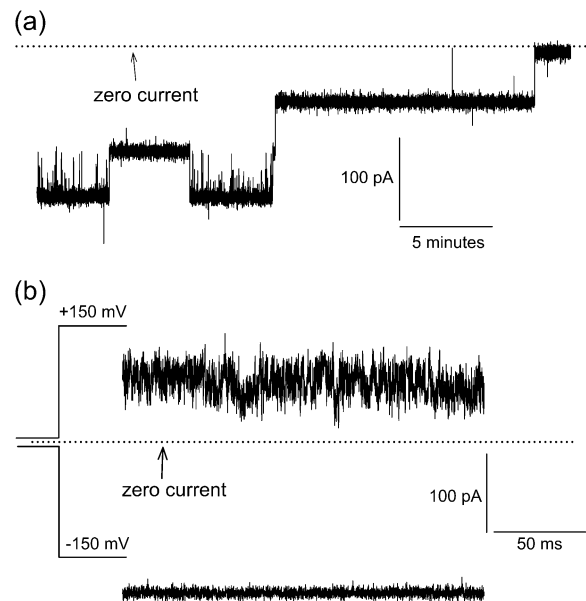 (a)
zero current
100 pA
5 minutes
(b)
+150 mV
zero current
100 pA
-150 mV
50 ms